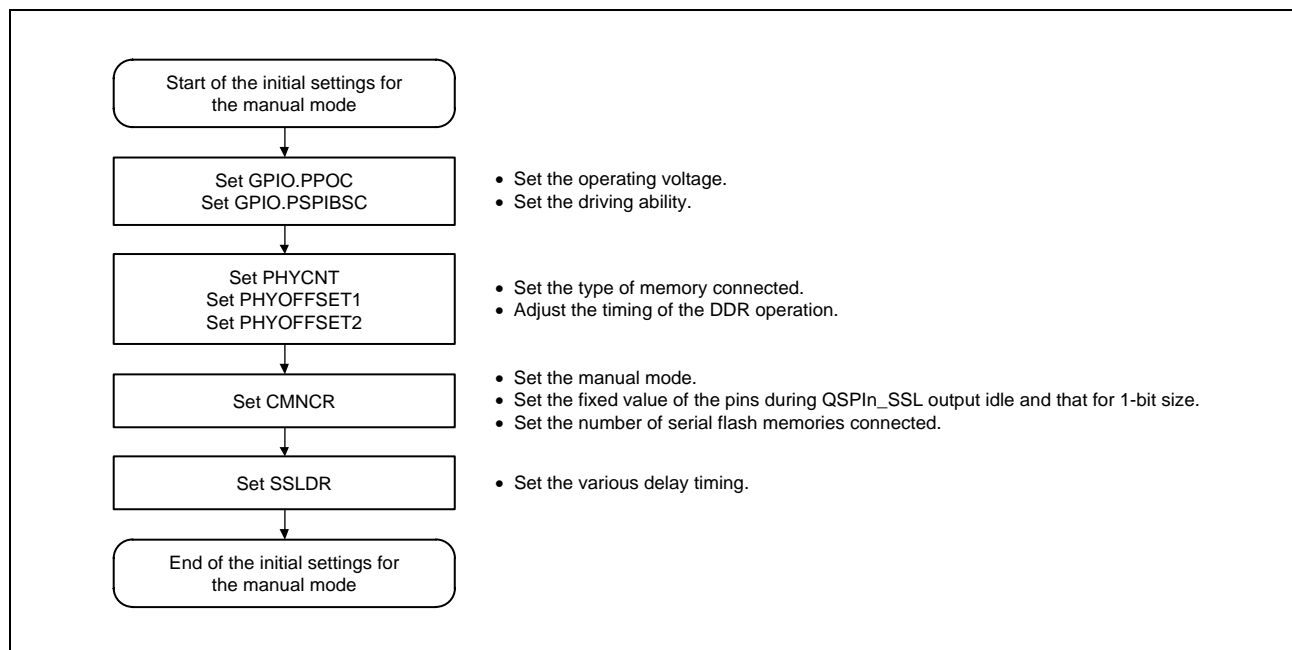 Start of the initial settings for
the manual mode
Set GPIO.PPOC
Set GPIO.PSPIBSC
• Set the operating voltage.
• Set the driving ability.
Set PHYCNT
Set PHYOFFSET1
Set PHYOFFSET2
• Set the type of memory connected.
• Adjust the timing of the DDR operation.
Set CMNCR
• Set the manual mode.
• Set the fixed value of the pins during QSPIn_SSL output idle and that for 1-bit size.
• Set the number of serial flash memories connected.
Set SSLDR
• Set the various delay timing.
End of the initial settings for
the manual mode